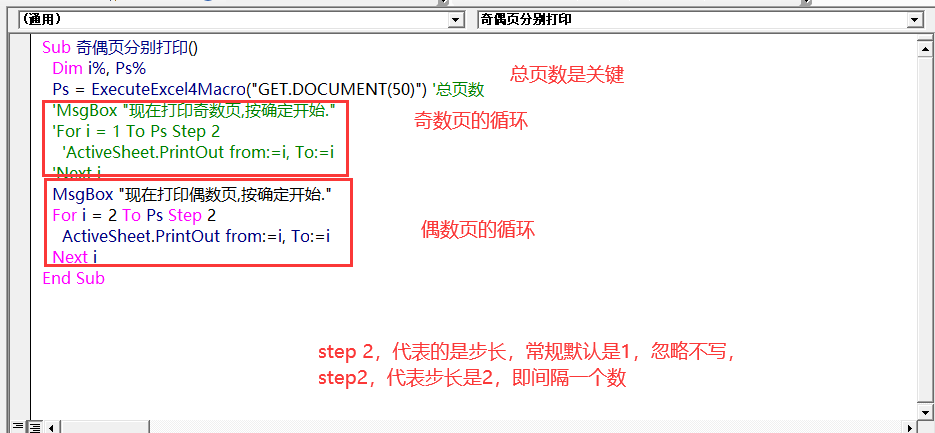 (通用)
奇偶页分别打印
Sub 奇偶页分别打印()
Dim i%, Ps%
Ps = ExecuteExcel4Macro("GET.DOCUMENT(50)") '总页数
总页数是关键
'MsgBox "现在打印奇数页,按确定开始."
奇数页的循环
'For i = 1 To Ps Step 2
'ActiveSheet.PrintOut from:=i, To:=i
'Next i
MsgBox "现在打印偶数页,按确定开始."
For i = 2 To Ps Step 2
偶数页的循环
ActiveSheet.PrintOut from:=i, To:=i
Next i
End Sub
step 2，代表的是步长，常规默认是1，忽略不写，
step2，代表步长是2，即间隔一个数